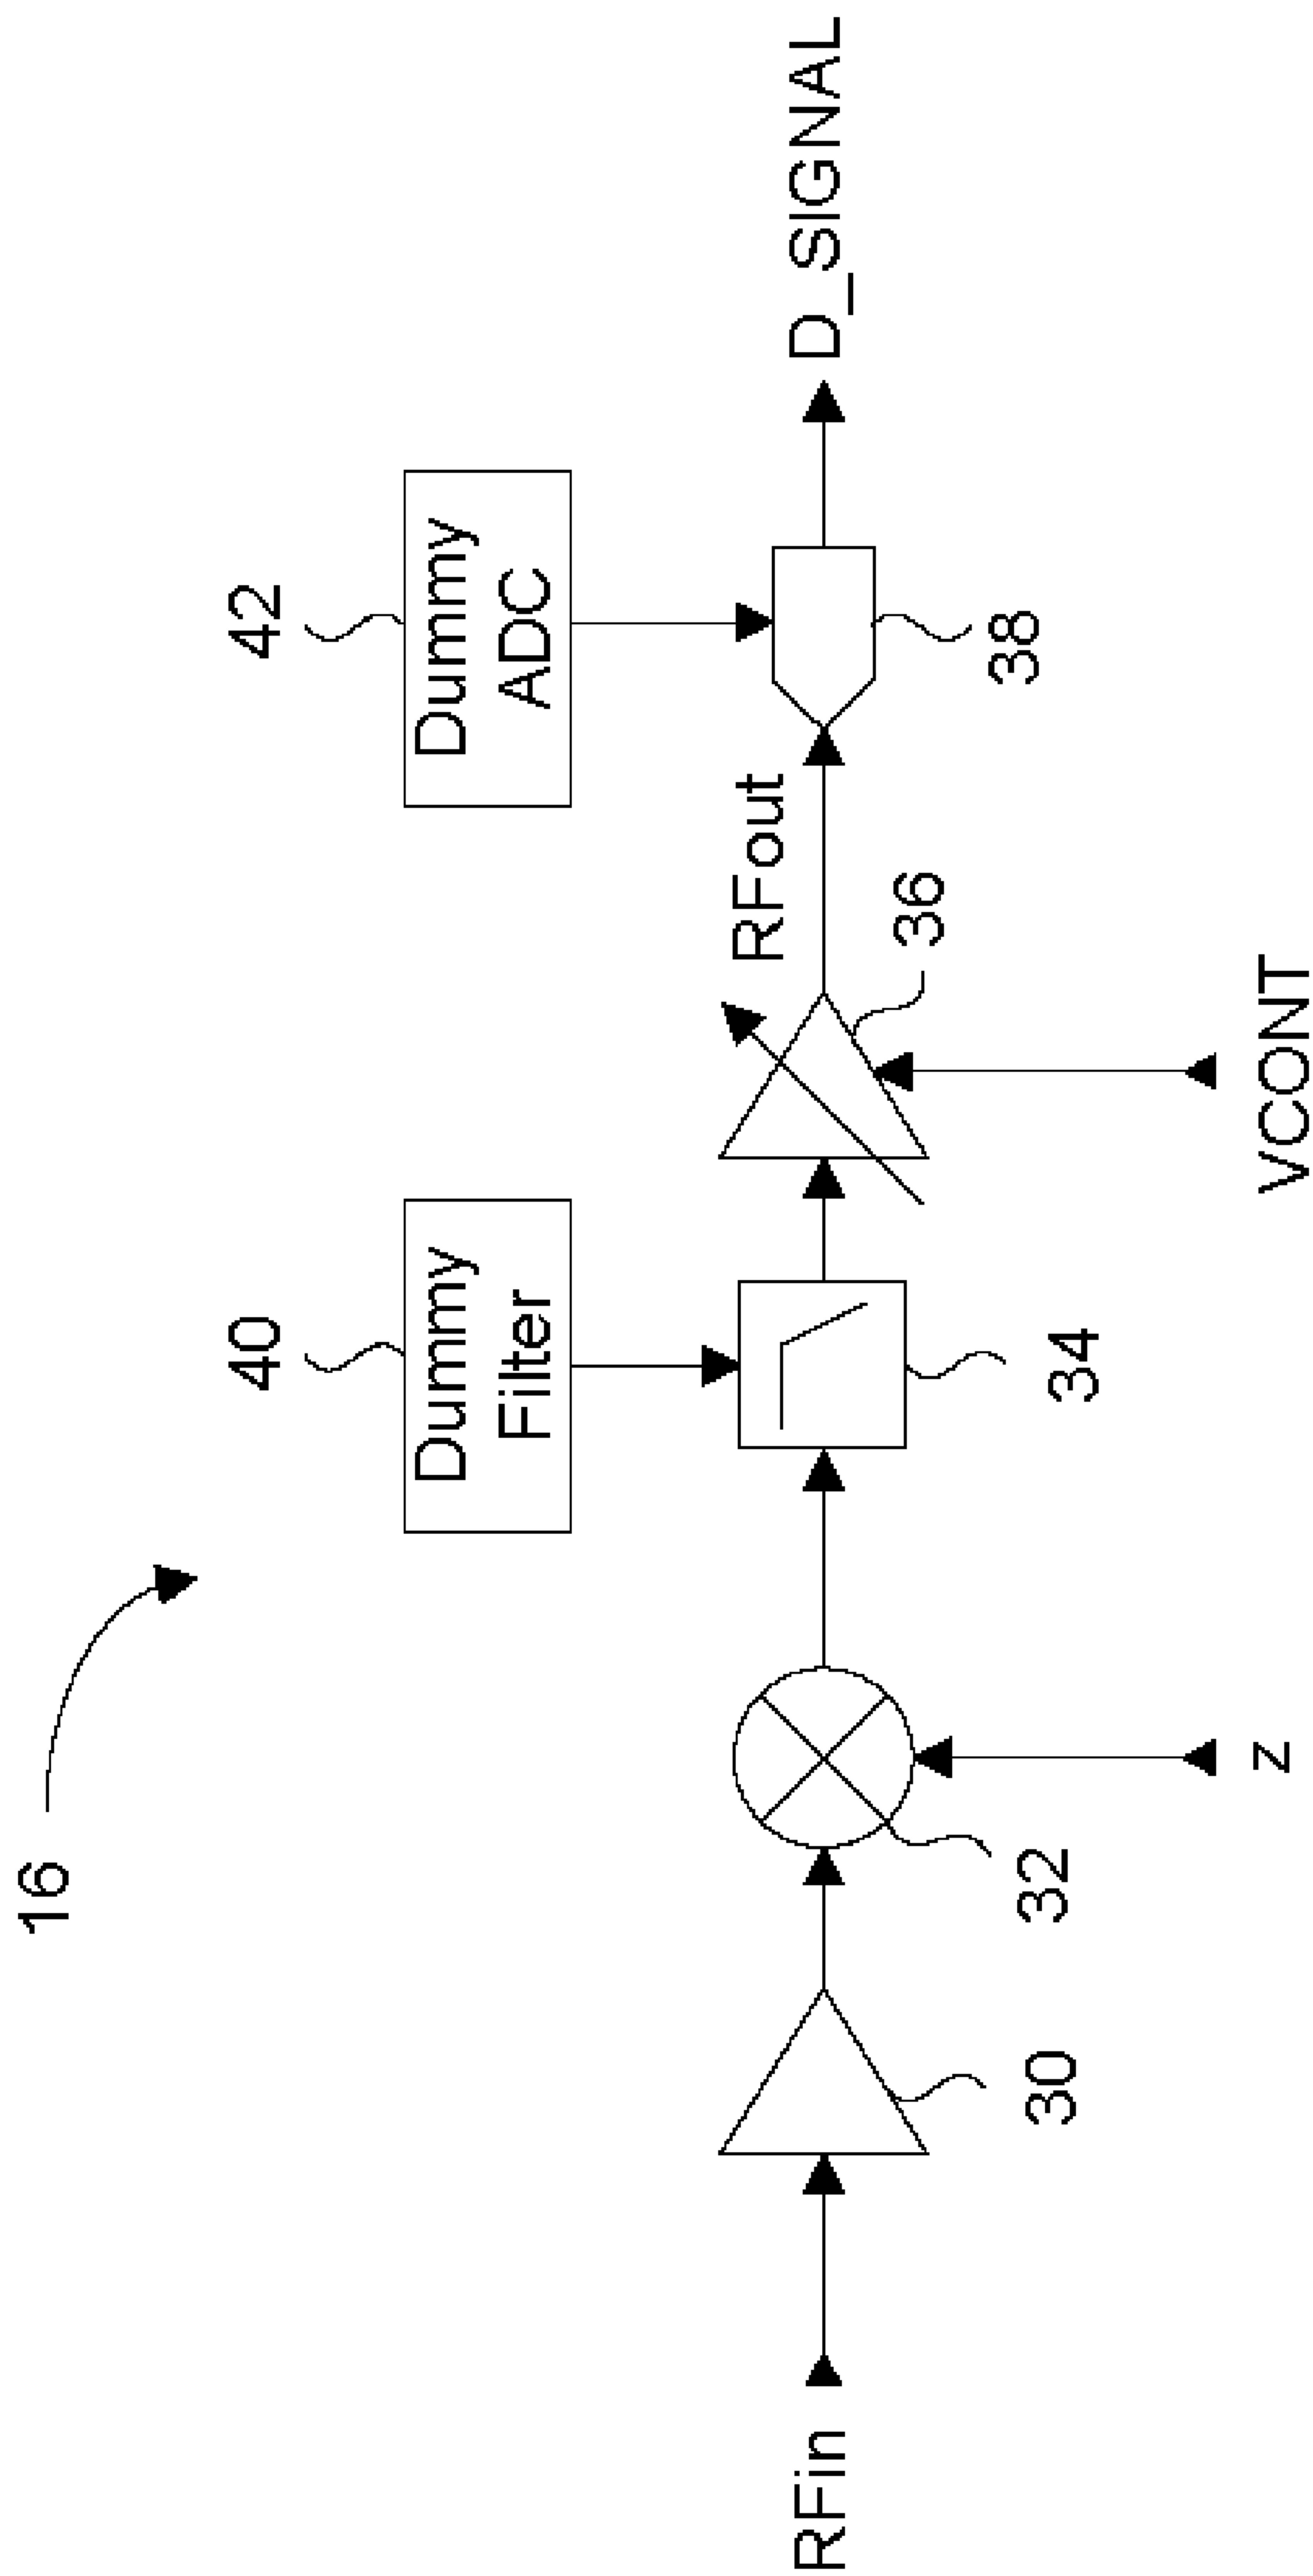 16
40
42
Dummy
Filter
Dummy
ADC
RFout
RFin
D_SIGNAL
30
32
34
36
38
z
VCONT